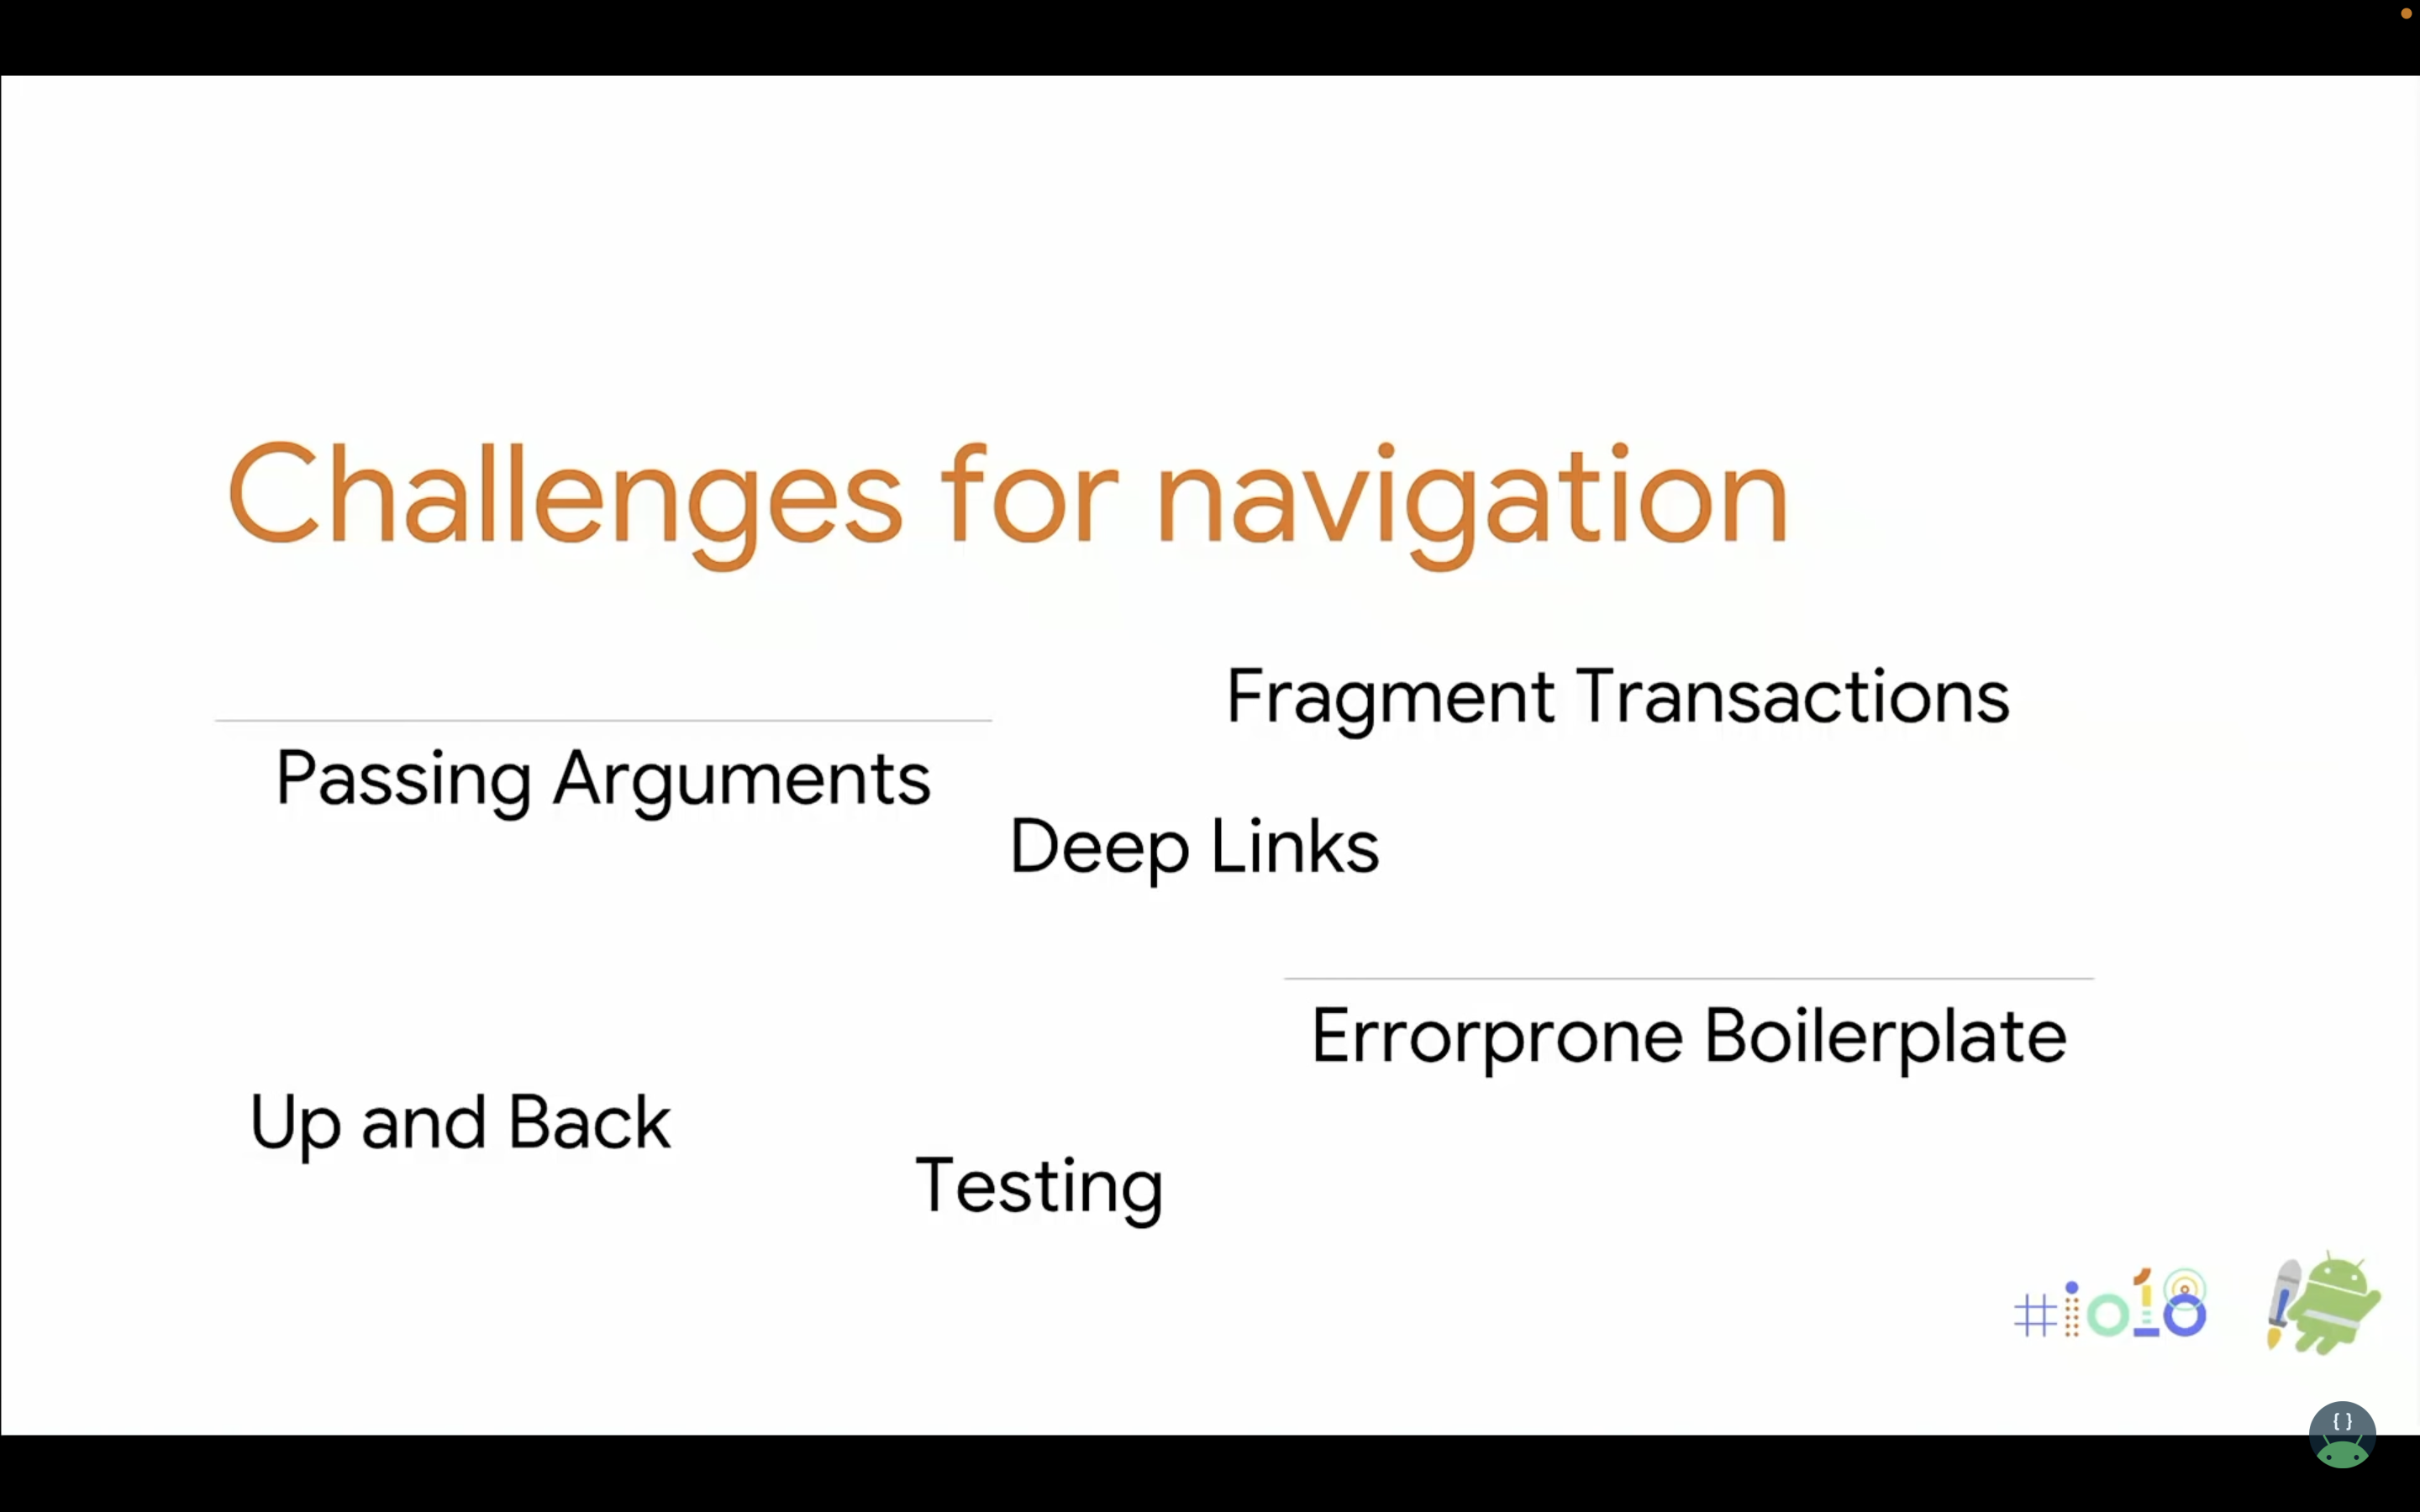 Challenges for navigation
Fragment Transactions
Passing Arguments
Deep Links
Errorprone Boilerplate
Up and Back
Testing
#io18
{ }